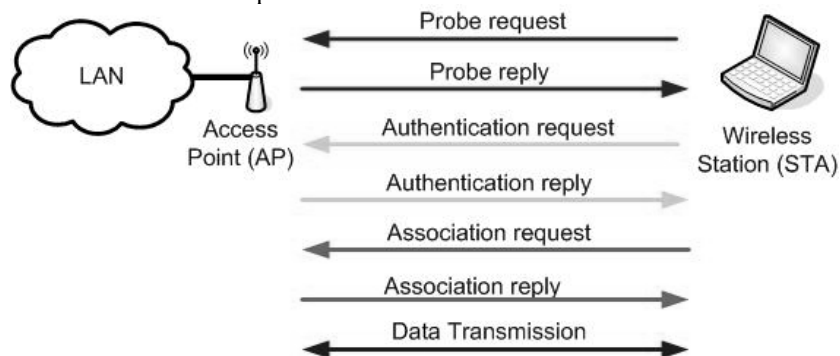 Probe request
LAN
Probe reply
Access
Point (AP)
Authentication request
Wireless
Station (STA)
Authentication reply
Association request
Association reply
Data Transmission